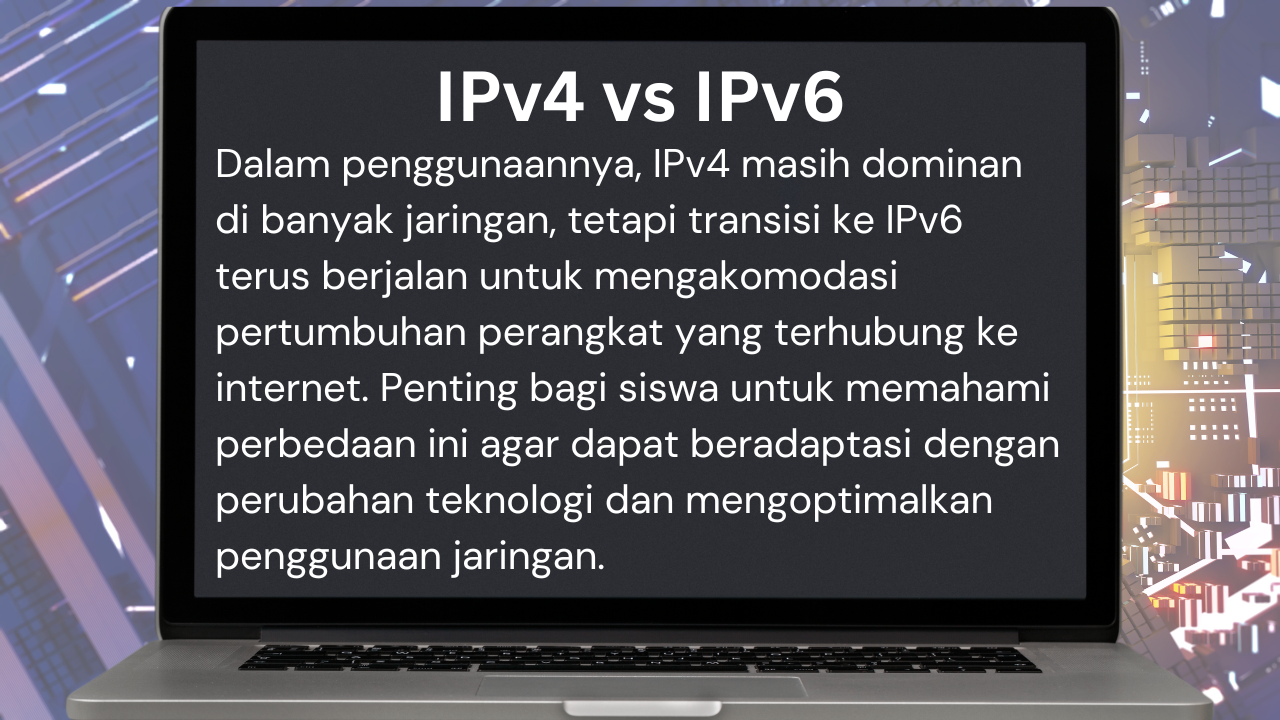 IPv4 vs IPv6
Dalam penggunaannya, IPv4 masih dominan
di banyak jaringan, tetapi transisi ke IPv6
terus berjalan untuk mengakomodasi
pertumbuhan perangkat yang terhubung ke
internet. Penting bagi siswa untuk memahami
perbedaan ini agar dapat beradaptasi dengan
perubahan teknologi dan mengoptimalkan
penggunaan jaringan.